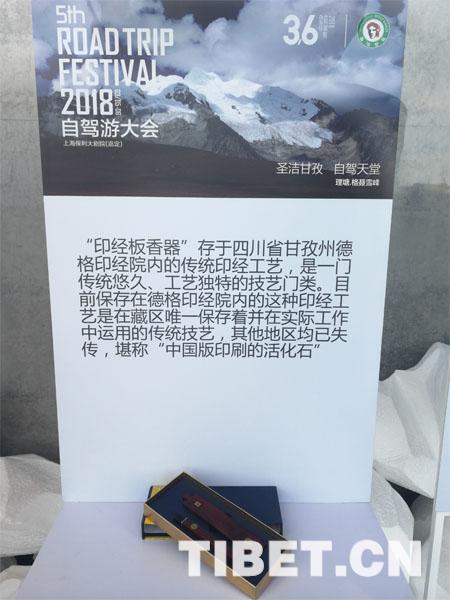 5th
ROAD TRIP
FESTIVAL
2018
自驾游大会
上海保利大剧院(嘉定)
3.6
圣洁甘孜 自驾天堂
理塘.格聂雪峰
“印经板香器”存于四川省甘孜州德
格印经院内的传统印经工艺，是一门
传统悠久、工艺独特的技艺门类。目
前保存在德格印经院内的这种印经工
艺是在藏区唯一保存着并在实际工作
中运用的传统技艺，其他地区均已失
传，堪称“中国版印刷的活化石”
TIBET.CN